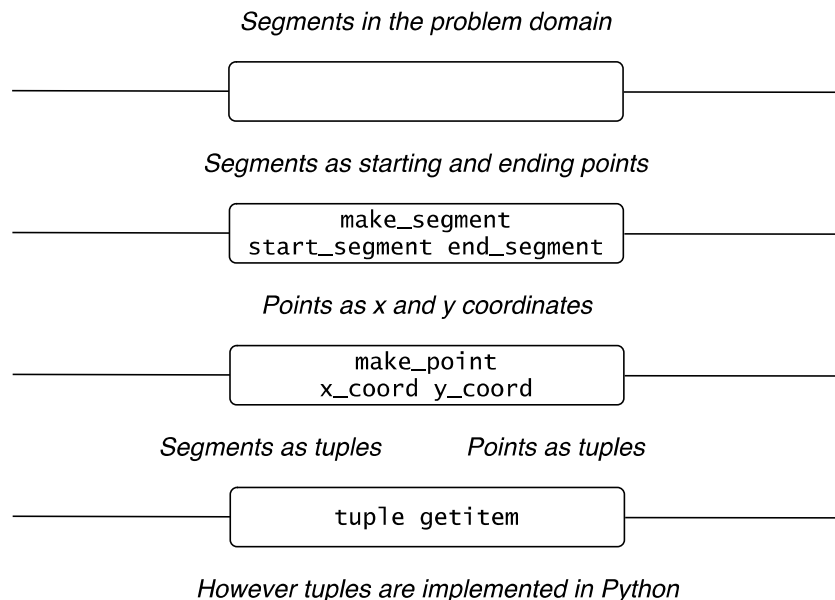 Segments in the problem domain
Segments as starting and ending points
make_segment
start_segment end_segment
Points as x and y coordinates
make_point
x_coord y_coord
Segments as tuples Points as tuples
tuple getitem
However tuples are implemented in Python